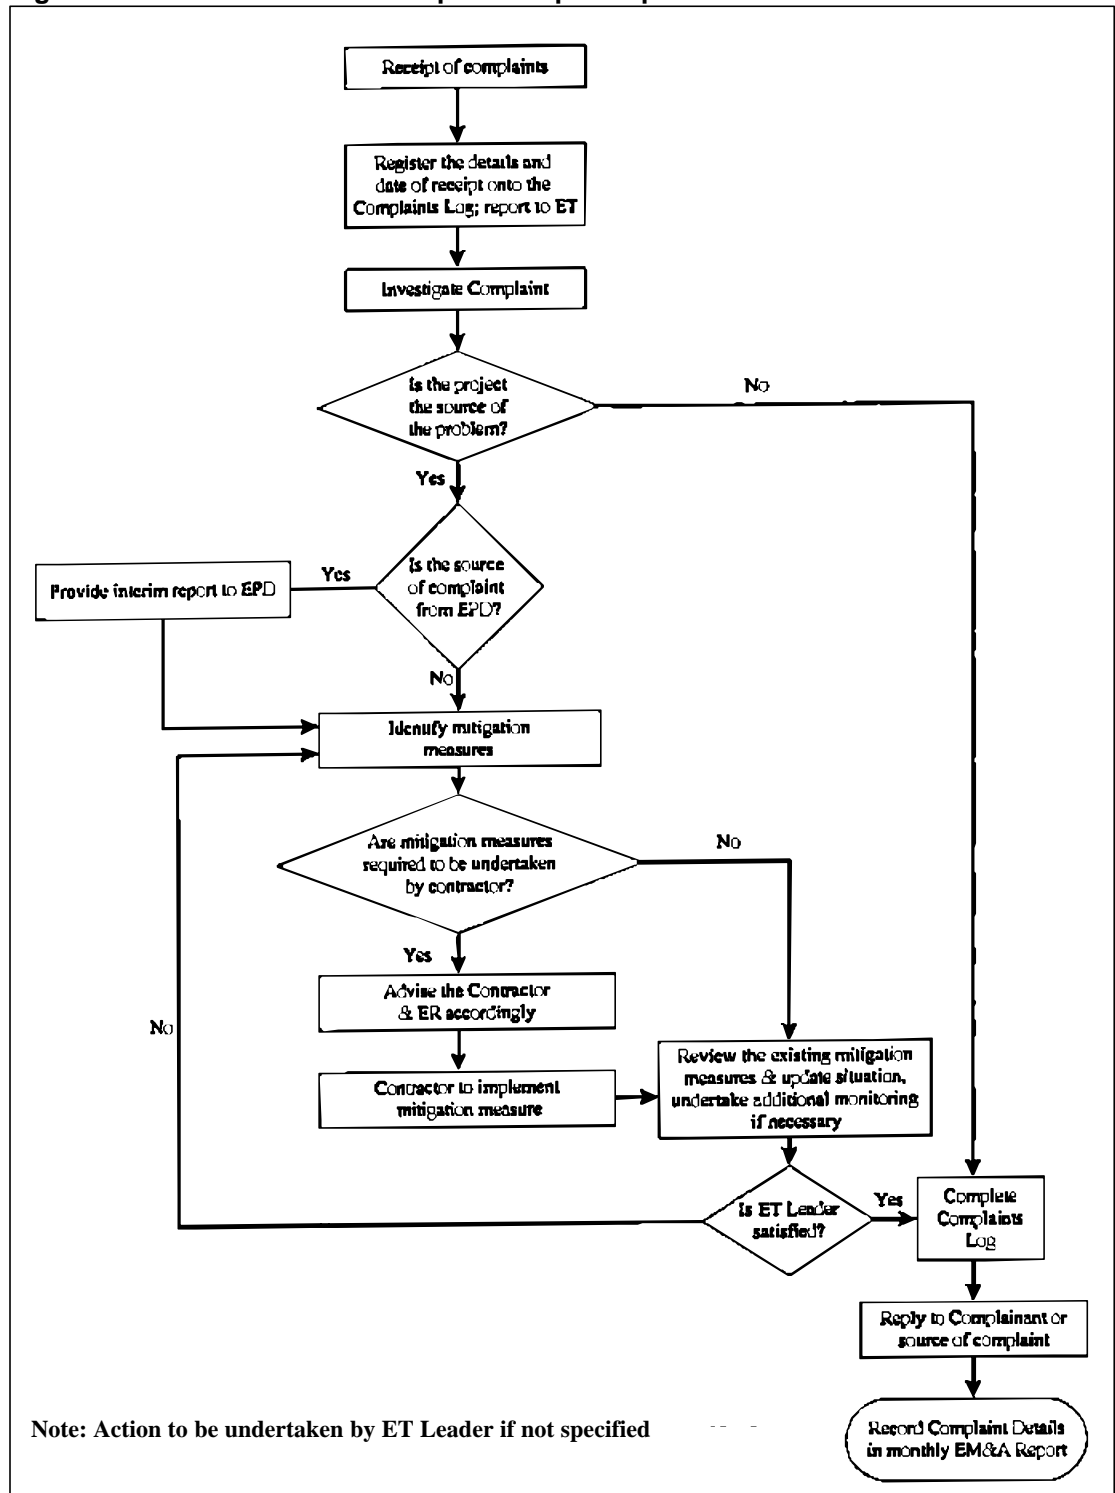 Receipt of complaints
Register the details and
date of receipt onto the
Complaints Log; report to ET
Investigate Complaint
Is the project
the source of
the problem?
No
Yes
Is the source
of complaint
from EPD?
Yes
Provide interim report to EPD
No
Identify mitigation
measures
Are mitigation measures
required to be undertaken
by contractor?
No
Yes
Advise the Contractor
& ER accordingly
No
Contractor to implement
mitigation measure
Review the existing mitigation
measures & update situation,
undertake additional monitoring
if necessary
Is ET Leader
satisfied?
Yes
Complete
Complaints
Log
Reply to Complainant or
source of complaint
Record Complaint Details
in monthly EM&A Report
Note: Action to be undertaken by ET Leader if not specified